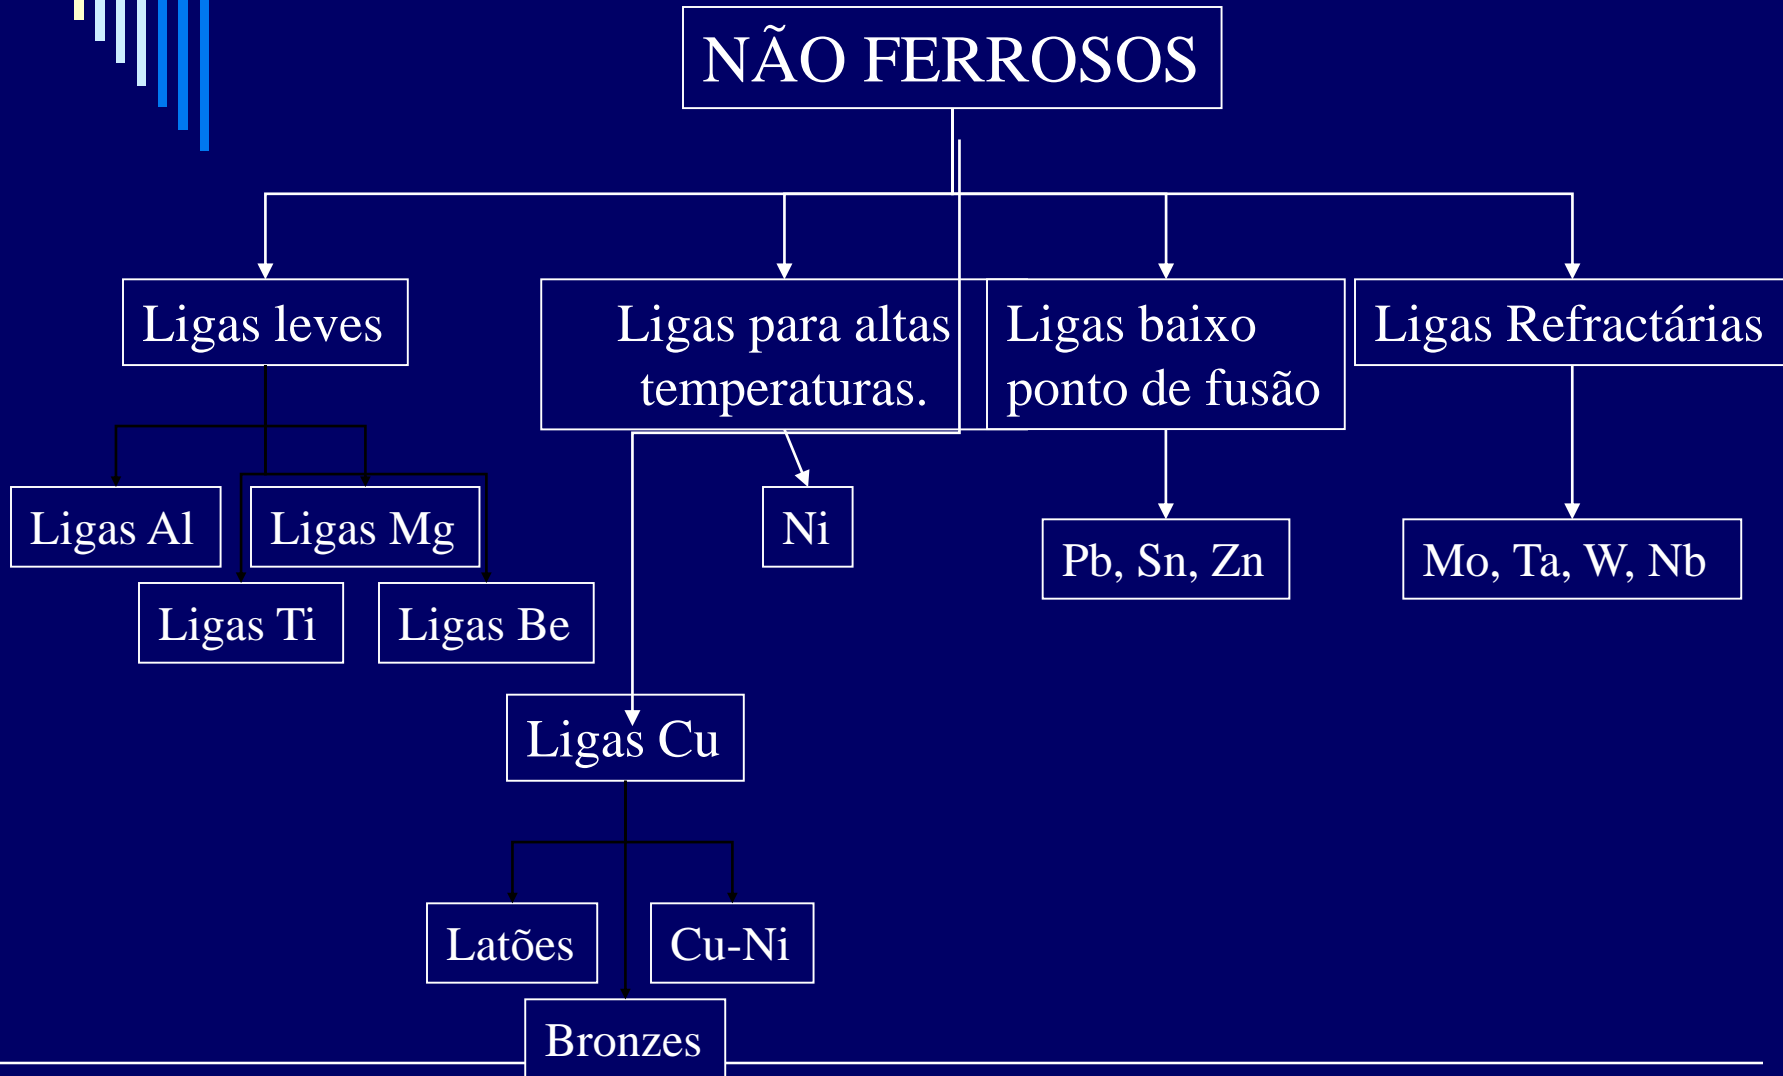 NÃO FERROSOS
Ligas leves
Ligas para altas
temperaturas.
Ligas baixo
ponto de fusão
Ligas Refractárias
Ligas Al
Ligas Mg
Ligas Ti
Ligas Be
Ni
Pb, Sn, Zn
Mo, Ta, W, Nb
Ligas Cu
Latões
Cu-Ni
Bronzes